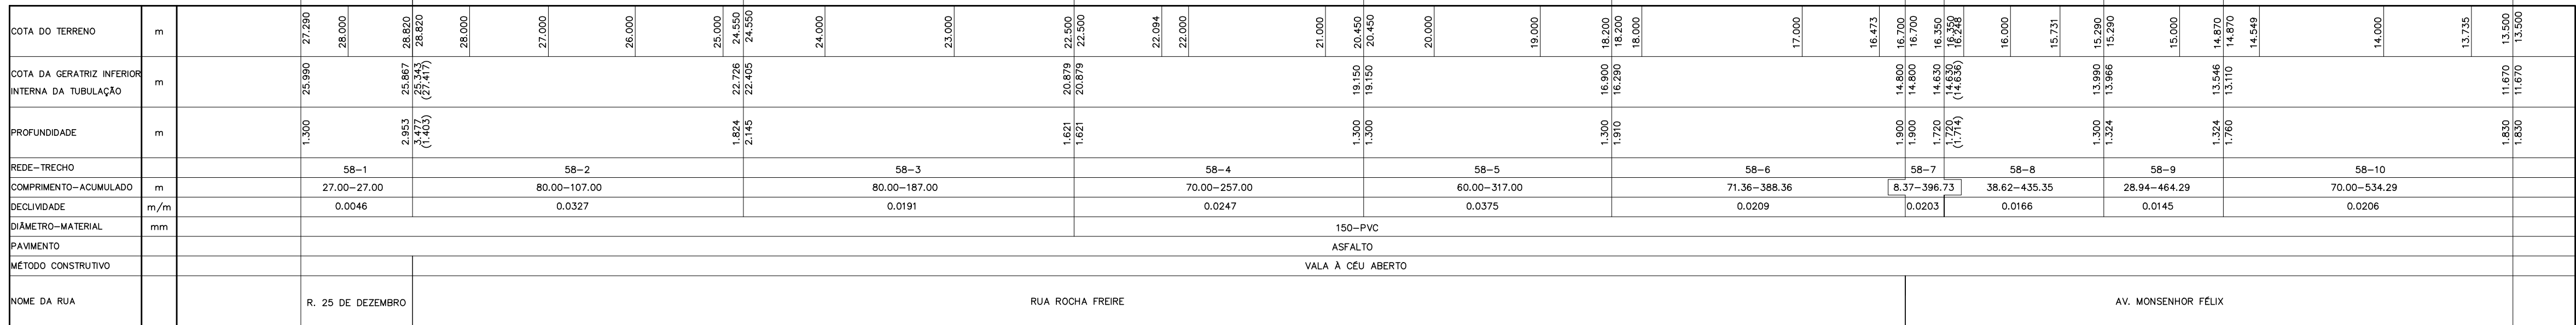 COTA DO TERRENO m 27.290 28.000 28.820 28.820 28.000 27.000 26.000 25.000 24.550 24.550 24.000 23.000 22.500 22.500 22.094 22.000 21.000 20.450 20.450 20.000 19.000 18.200 18.200 18.000 17.000 16.473 16.700 16.700 16.350 16.350 16.248 16.000 15.731 15.290 15.290 15.000 14.870 14.870 14.549 14.000 13.735 13.500 13.500
COTA DA GERATRIZ INFERIOR
INTERNA DA TUBULAÇÃO m 25.990 25.867 25.343 (27.417) 22.726 22.405 20.879 20.879 19.150 19.150 16.900 16.290 14.800 14.800 14.630 14.630 (14.636) 13.990 13.966 13.546 13.110 11.670 11.670
PROFUNDIDADE m 1.300 2.953 3.477 (1.403) 1.824 2.145 1.621 1.621 1.300 1.300 1.300 1.910 1.900 1.900 1.720 1.720 (1.714) 1.300 1.324 1.324 1.760 1.830 1.830
REDE-TRECHO 58-1 58-2 58-3 58-4 58-5 58-6 58-7 58-8 58-9 58-10
COMPRIMENTO-ACUMULADO m 27.00-27.00 80.00-107.00 80.00-187.00 70.00-257.00 60.00-317.00 71.36-388.36 8.37-396.73 38.62-435.35 28.94-464.29 70.00-534.29
DECLIVIDADE m/m 0.0046 0.0327 0.0191 0.0247 0.0375 0.0209 0.0203 0.0166 0.0145 0.0206
DIÂMETRO-MATERIAL mm 150-PVC
PAVIMENTO ASFALTO
MÉTODO CONSTRUTIVO VALA À CÉU ABERTO
NOME DA RUA R. 25 DE DEZEMBRO RUA ROCHA FREIRE AV. MONSENHOR FÉLIX